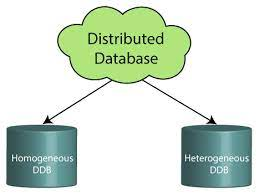 Distributed
Database
Homogeneous
DDB
Heterogeneous
DDB